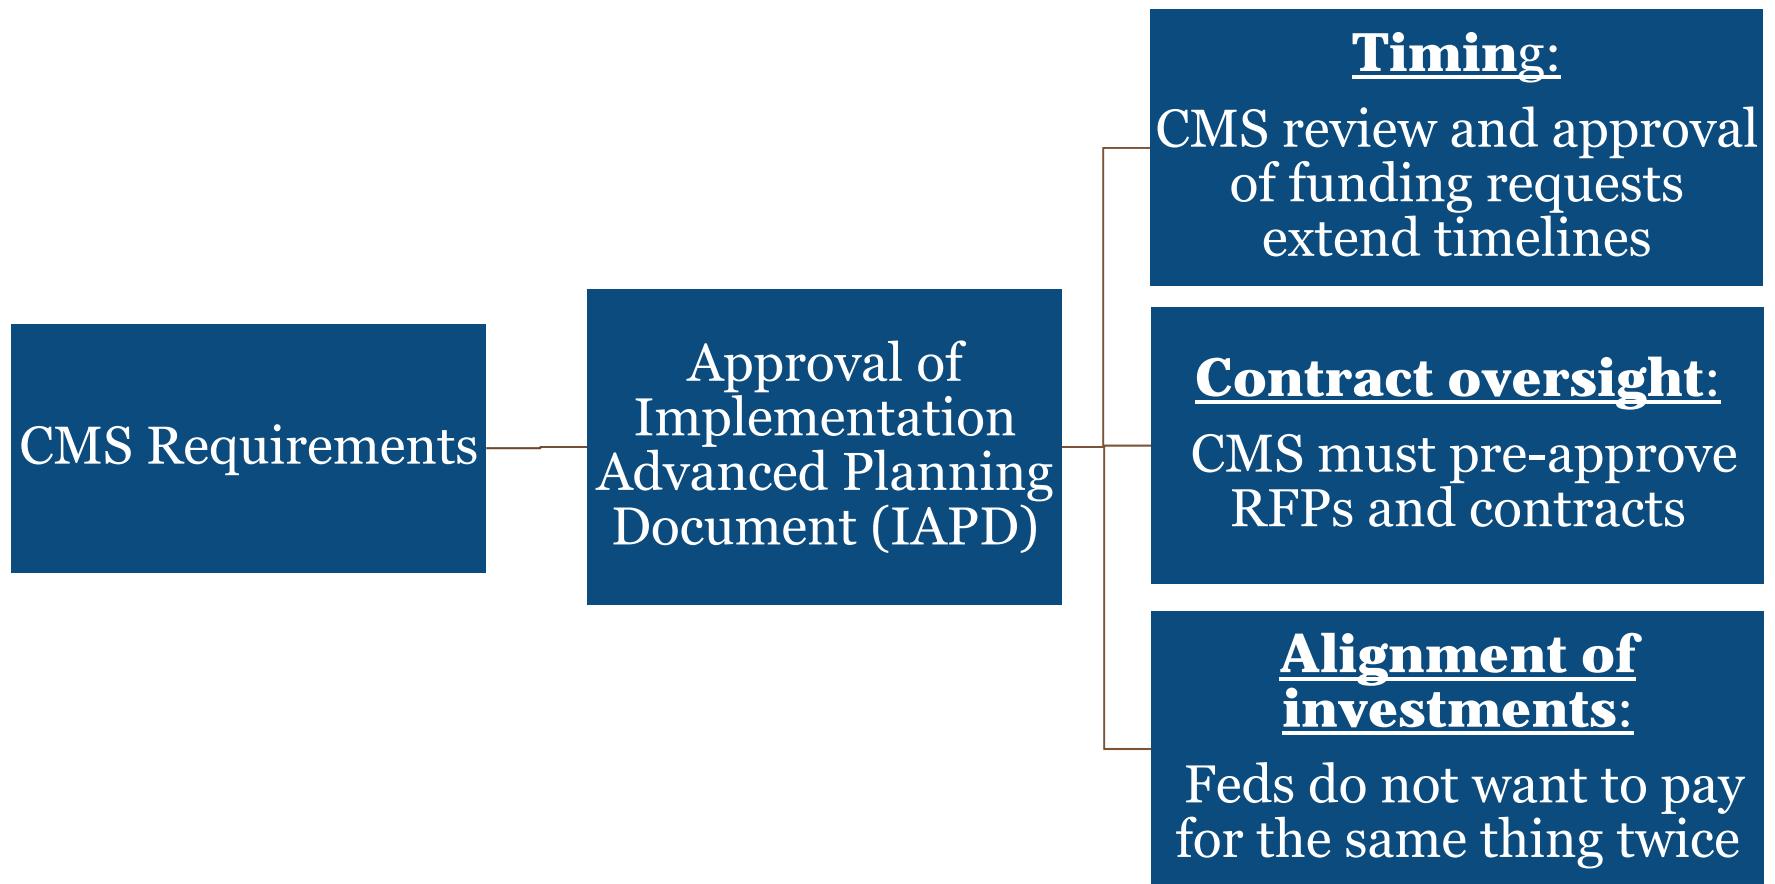 CMS Requirements
Approval of
Implementation
Advanced Planning
Document (IAPD)
Timing:
CMS review and approval
of funding requests
extend timelines
Contract oversight:
CMS must pre-approve
RFPs and contracts
Alignment of
investments:
Feds do not want to pay
for the same thing twice